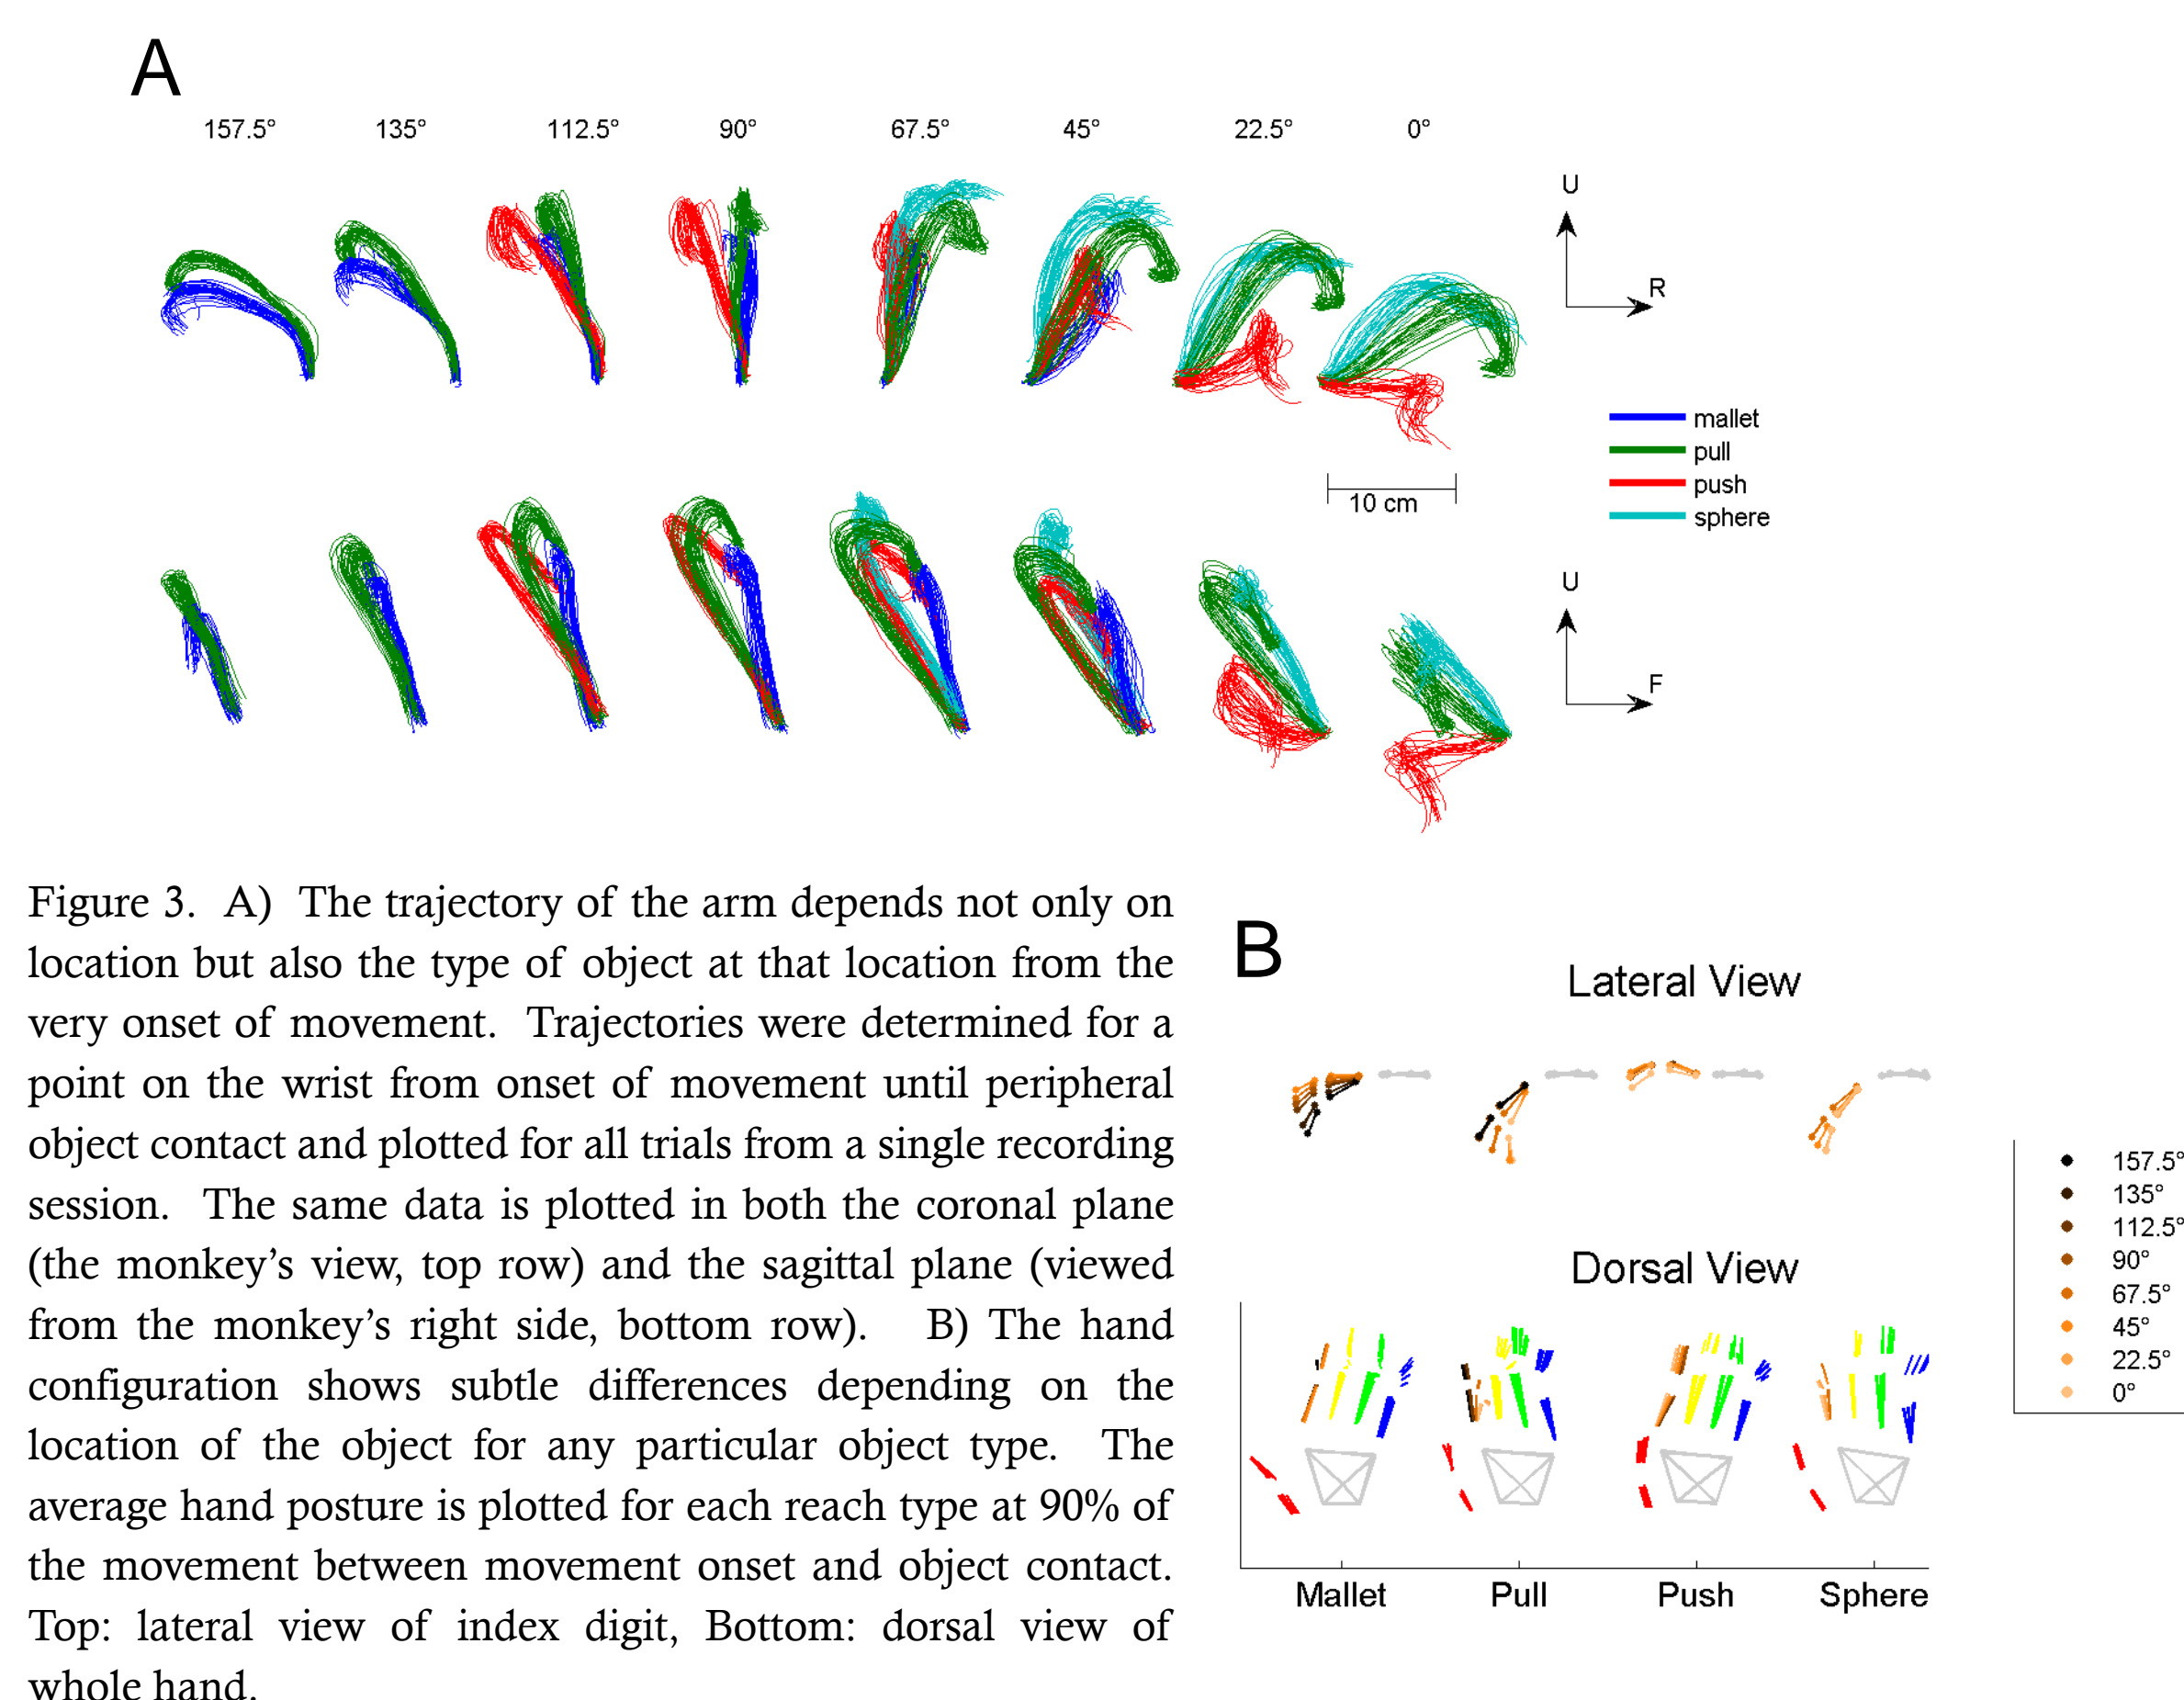 A
157.5° 135° 112.5° 90° 67.5° 45° 22.5° 0°
U
R
mallet
pull
push
sphere
10 cm
U
F
Figure 3. A) The trajectory of the arm depends not only on
location but also the type of object at that location from the
very onset of movement. Trajectories were determined for a
point on the wrist from onset of movement until peripheral
object contact and plotted for all trials from a single recording
session. The same data is plotted in both the coronal plane
(the monkey's view, top row) and the sagittal plane (viewed
from the monkey's right side, bottom row). B) The hand
configuration shows subtle differences depending on the
location of the object for any particular object type. The
average hand posture is plotted for each reach type at 90% of
the movement between movement onset and object contact.
Top: lateral view of index digit, Bottom: dorsal view of
whole hand.
B
Lateral View
157.5°
135°
112.5°
90°
67.5°
45°
22.5°
0°
Dorsal View
Mallet Pull Push Sphere